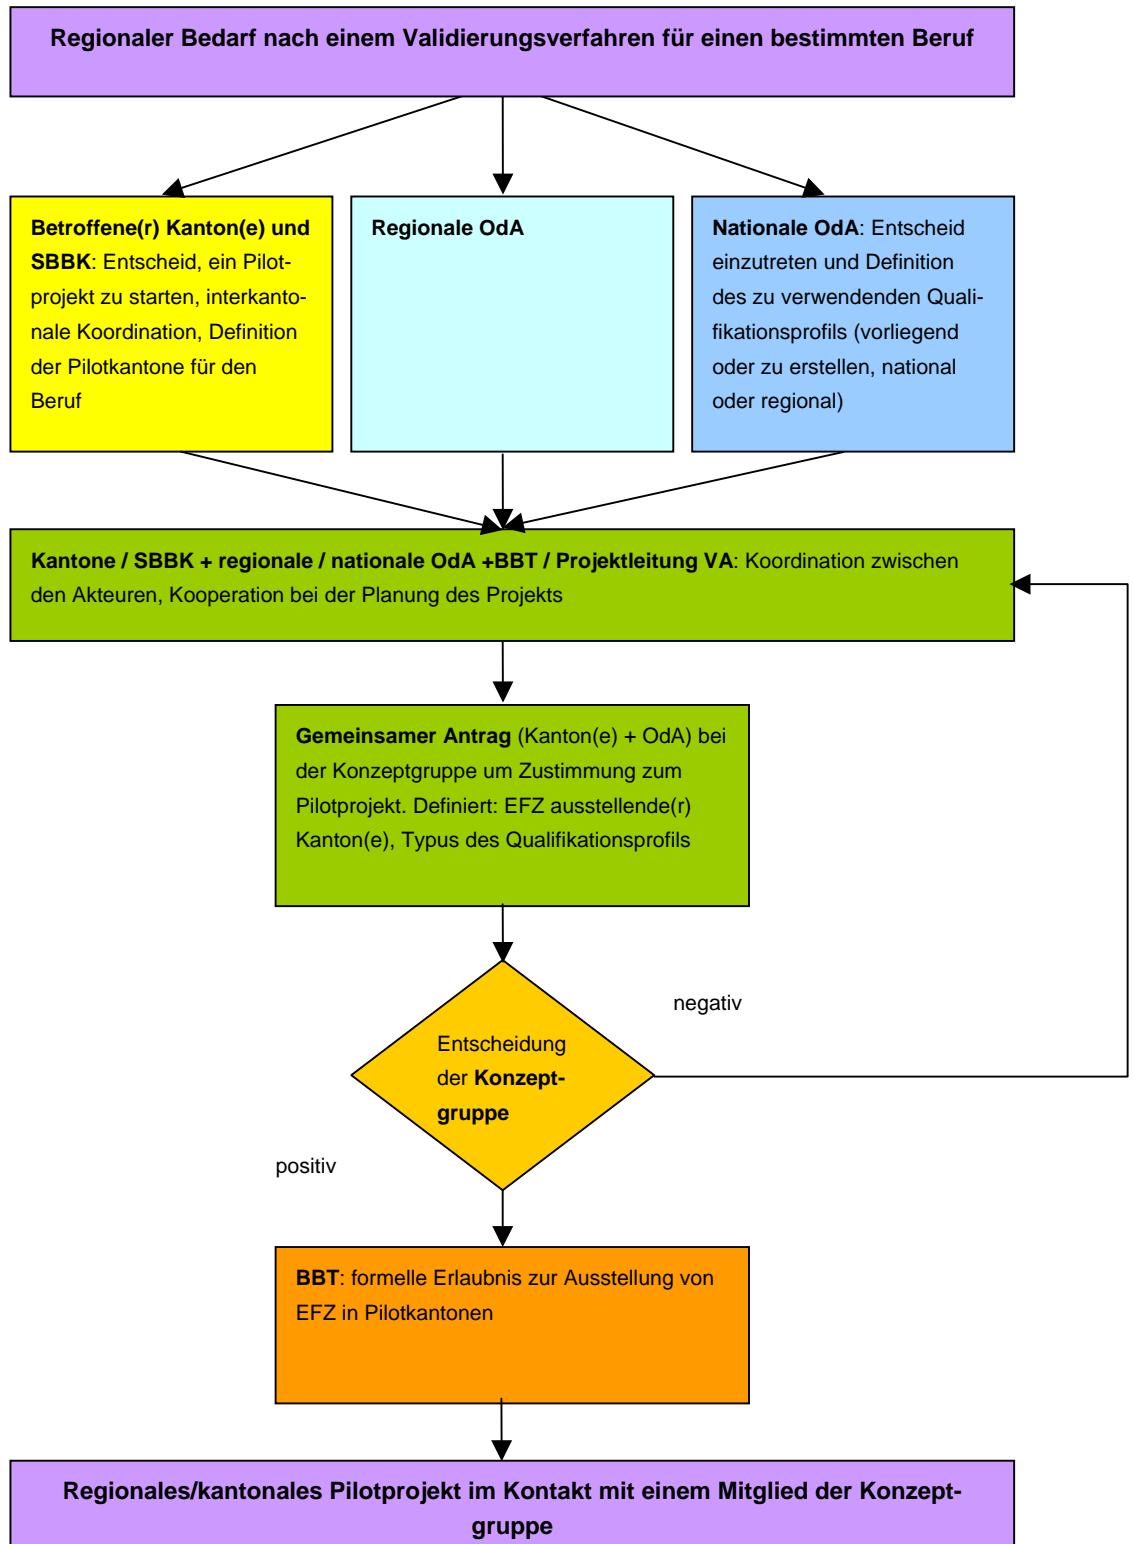 Regionaler Bedarf nach einem Validierungsverfahren für einen bestimmten Beruf
Betroffene(r) Kanton(e) und
SBBK: Entscheid, ein Pilot-
projekt zu starten, interkanto-
nale Koordination, Definition
der Pilotkantone für den
Beruf
Regionale OdA
Nationale OdA: Entscheid
einzutreten und Definition
des zu verwendenden Quali-
fikationsprofils (vorliegend
oder zu erstellen, national
oder regional)
Kantone / SBBK + regionale / nationale OdA +BBT / Projektleitung VA: Koordination zwischen
den Akteuren, Kooperation bei der Planung des Projekts
Gemeinsamer Antrag (Kanton(e) + OdA) bei
der Konzeptgruppe um Zustimmung zum
Pilotprojekt. Definiert: EFZ ausstellende(r)
Kanton(e), Typus des Qualifikationsprofils
negativ
Entscheidung
der Konzept-
gruppe
positiv
BBT: formelle Erlaubnis zur Ausstellung von
EFZ in Pilotkantonen
Regionales/kantonales Pilotprojekt im Kontakt mit einem Mitglied der Konzept-
gruppe